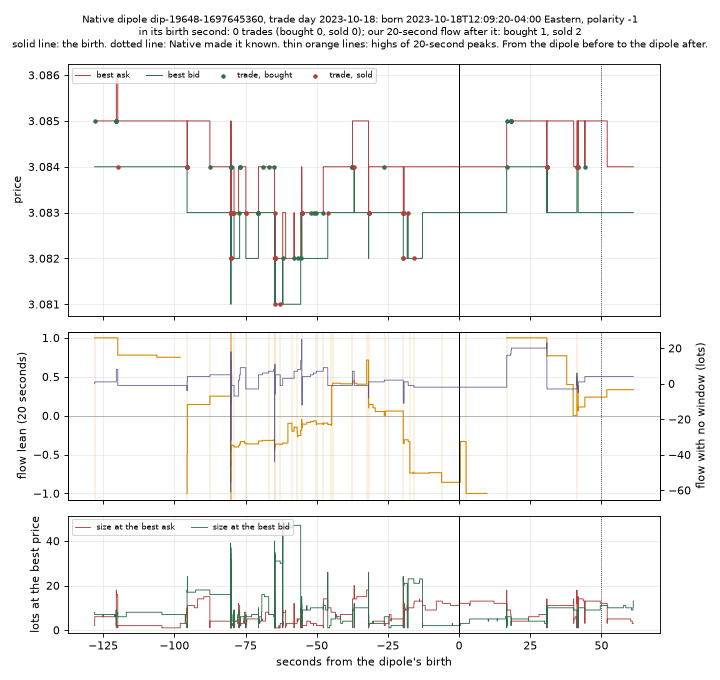 Native dipole dip-19648-1697645360, trade day 2023-10-18: born 2023-10-18T12:09:20-04:00 Eastern, polarity -1
in its birth second: 0 trades (bought 0, sold 0); our 20-second flow after it: bought 1, sold 2
solid line: the birth. dotted line: Native made it known. thin orange lines: highs of 20-second peaks. From the dipole before to the dipole after.
best ask best bid trade, bought trade, sold
3.086
3.085
3.084
3.083
3.082
3.081
price
1.0
0.5
0.0
−0.5
−1.0
flow lean (20 seconds)
20
0
−20
−40
−60
flow with no window (lots)
size at the best ask size at the best bid
40
20
0
lots at the best price
−125 −100 −75 −50 −25 0 25 50
seconds from the dipole's birth